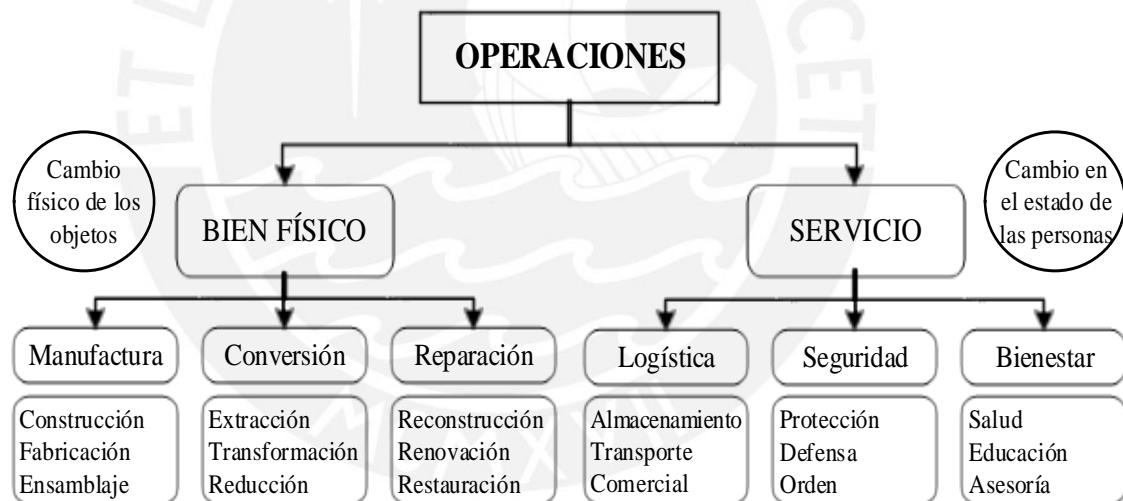 OPERACIONES
Cambio
físico de los
objetos
BIEN FÍSICO
SERVICIO
Cambio en
el estado de
las personas
Manufactura
Conversión
Reparación
Logística
Seguridad
Bienestar
Construcción
Fabricación
Ensamblaje
Extracción
Transformación
Reducción
Reconstrucción
Renovación
Restauración
Almacenamiento
Transporte
Comercial
Protección
Defensa
Orden
Salud
Educación
Asesoría